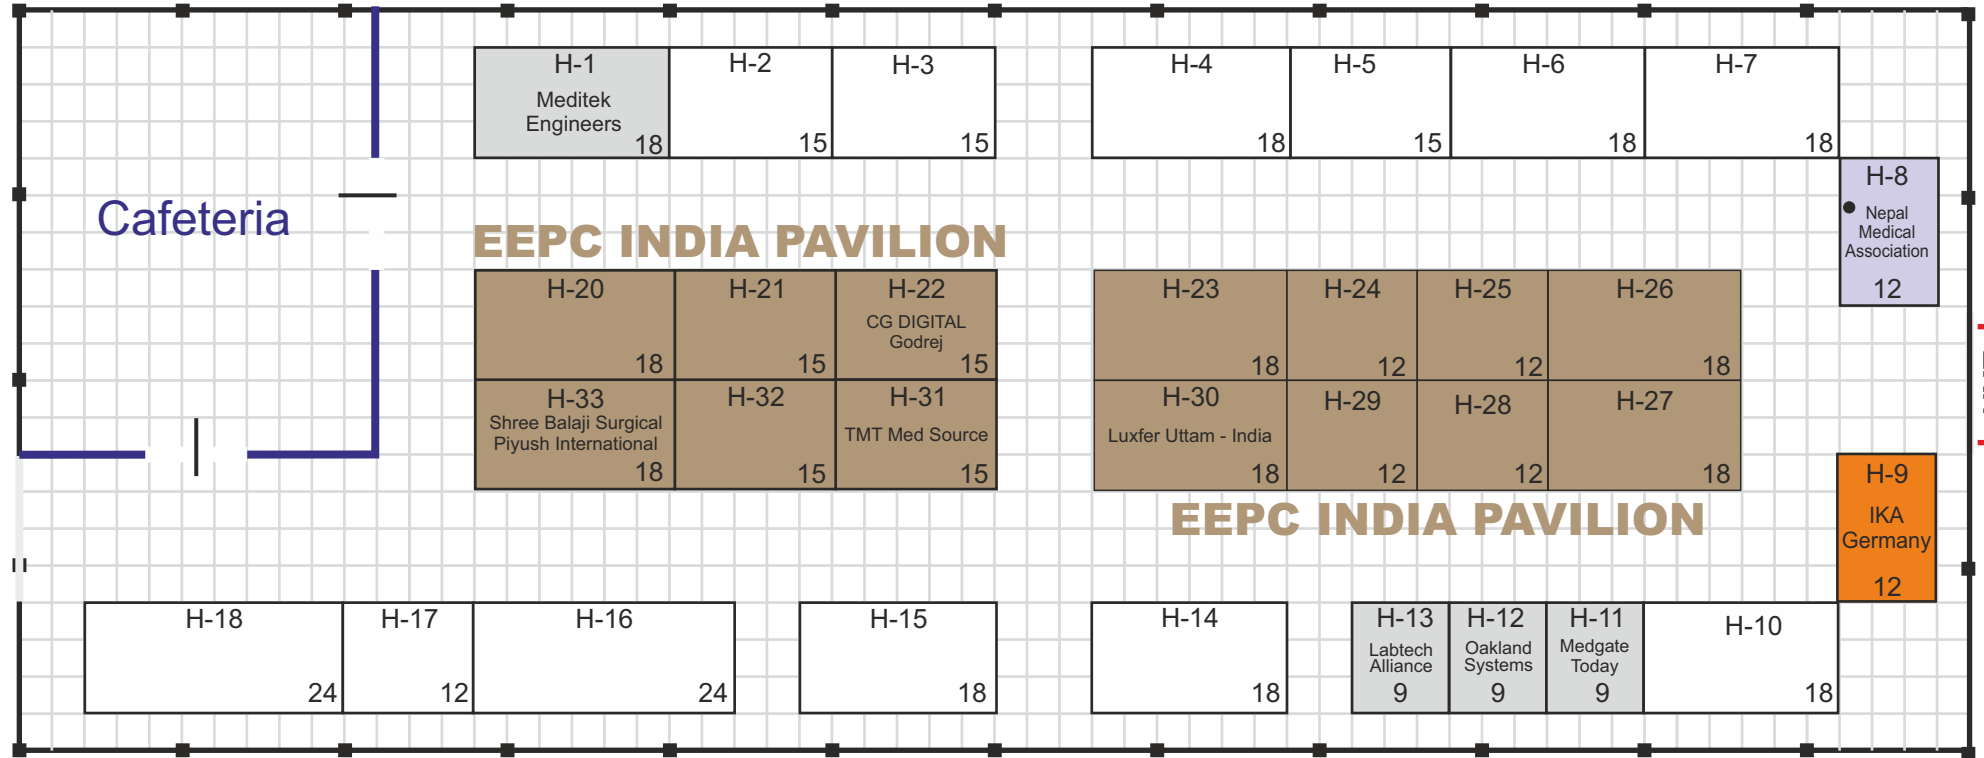 H-1
Meditek
Engineers
18
H-2
15
H-3
15
H-4
18
H-5
15
H-6
18
H-7
18
Cafeteria
H-8
Nepal
Medical
Association
12
EEPC INDIA PAVILION
H-20
18
H-21
15
H-22
CG DIGITAL
Godrej
15
H-23
18
H-24
12
H-25
12
H-26
18
H-33
Shree Balaji Surgical
Piyush International
18
H-32
15
H-31
TMT Med Source
15
H-30
Luxfer Uttam - India
18
H-29
12
H-28
12
H-27
18
EEPC INDIA PAVILION
H-9
IKA
Germany
12
H-18
24
H-17
12
H-16
24
H-15
18
H-14
18
H-13
Labtech
Alliance
9
H-12
Oakland
Systems
9
H-11
Medgate
Today
9
H-10
18